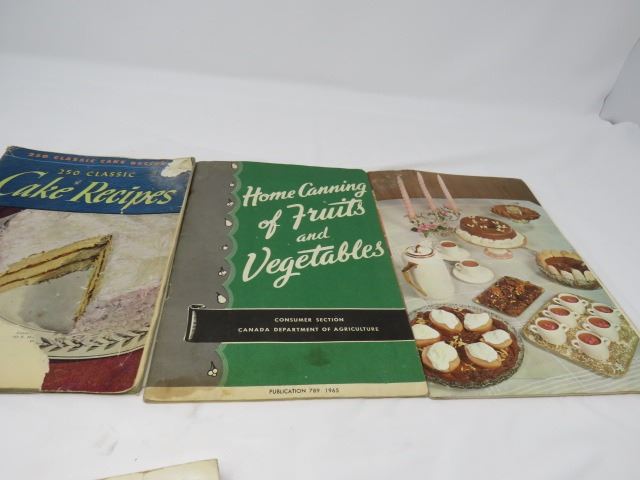 250 CLASSIC CAKE RECIPES
250 CLASSIC
Cake Recipes
Home Canning
of Fruits
and
Vegetables
CONSUMER SECTION
CANADA DEPARTMENT OF AGRICULTURE
PUBLICATION 789 1965